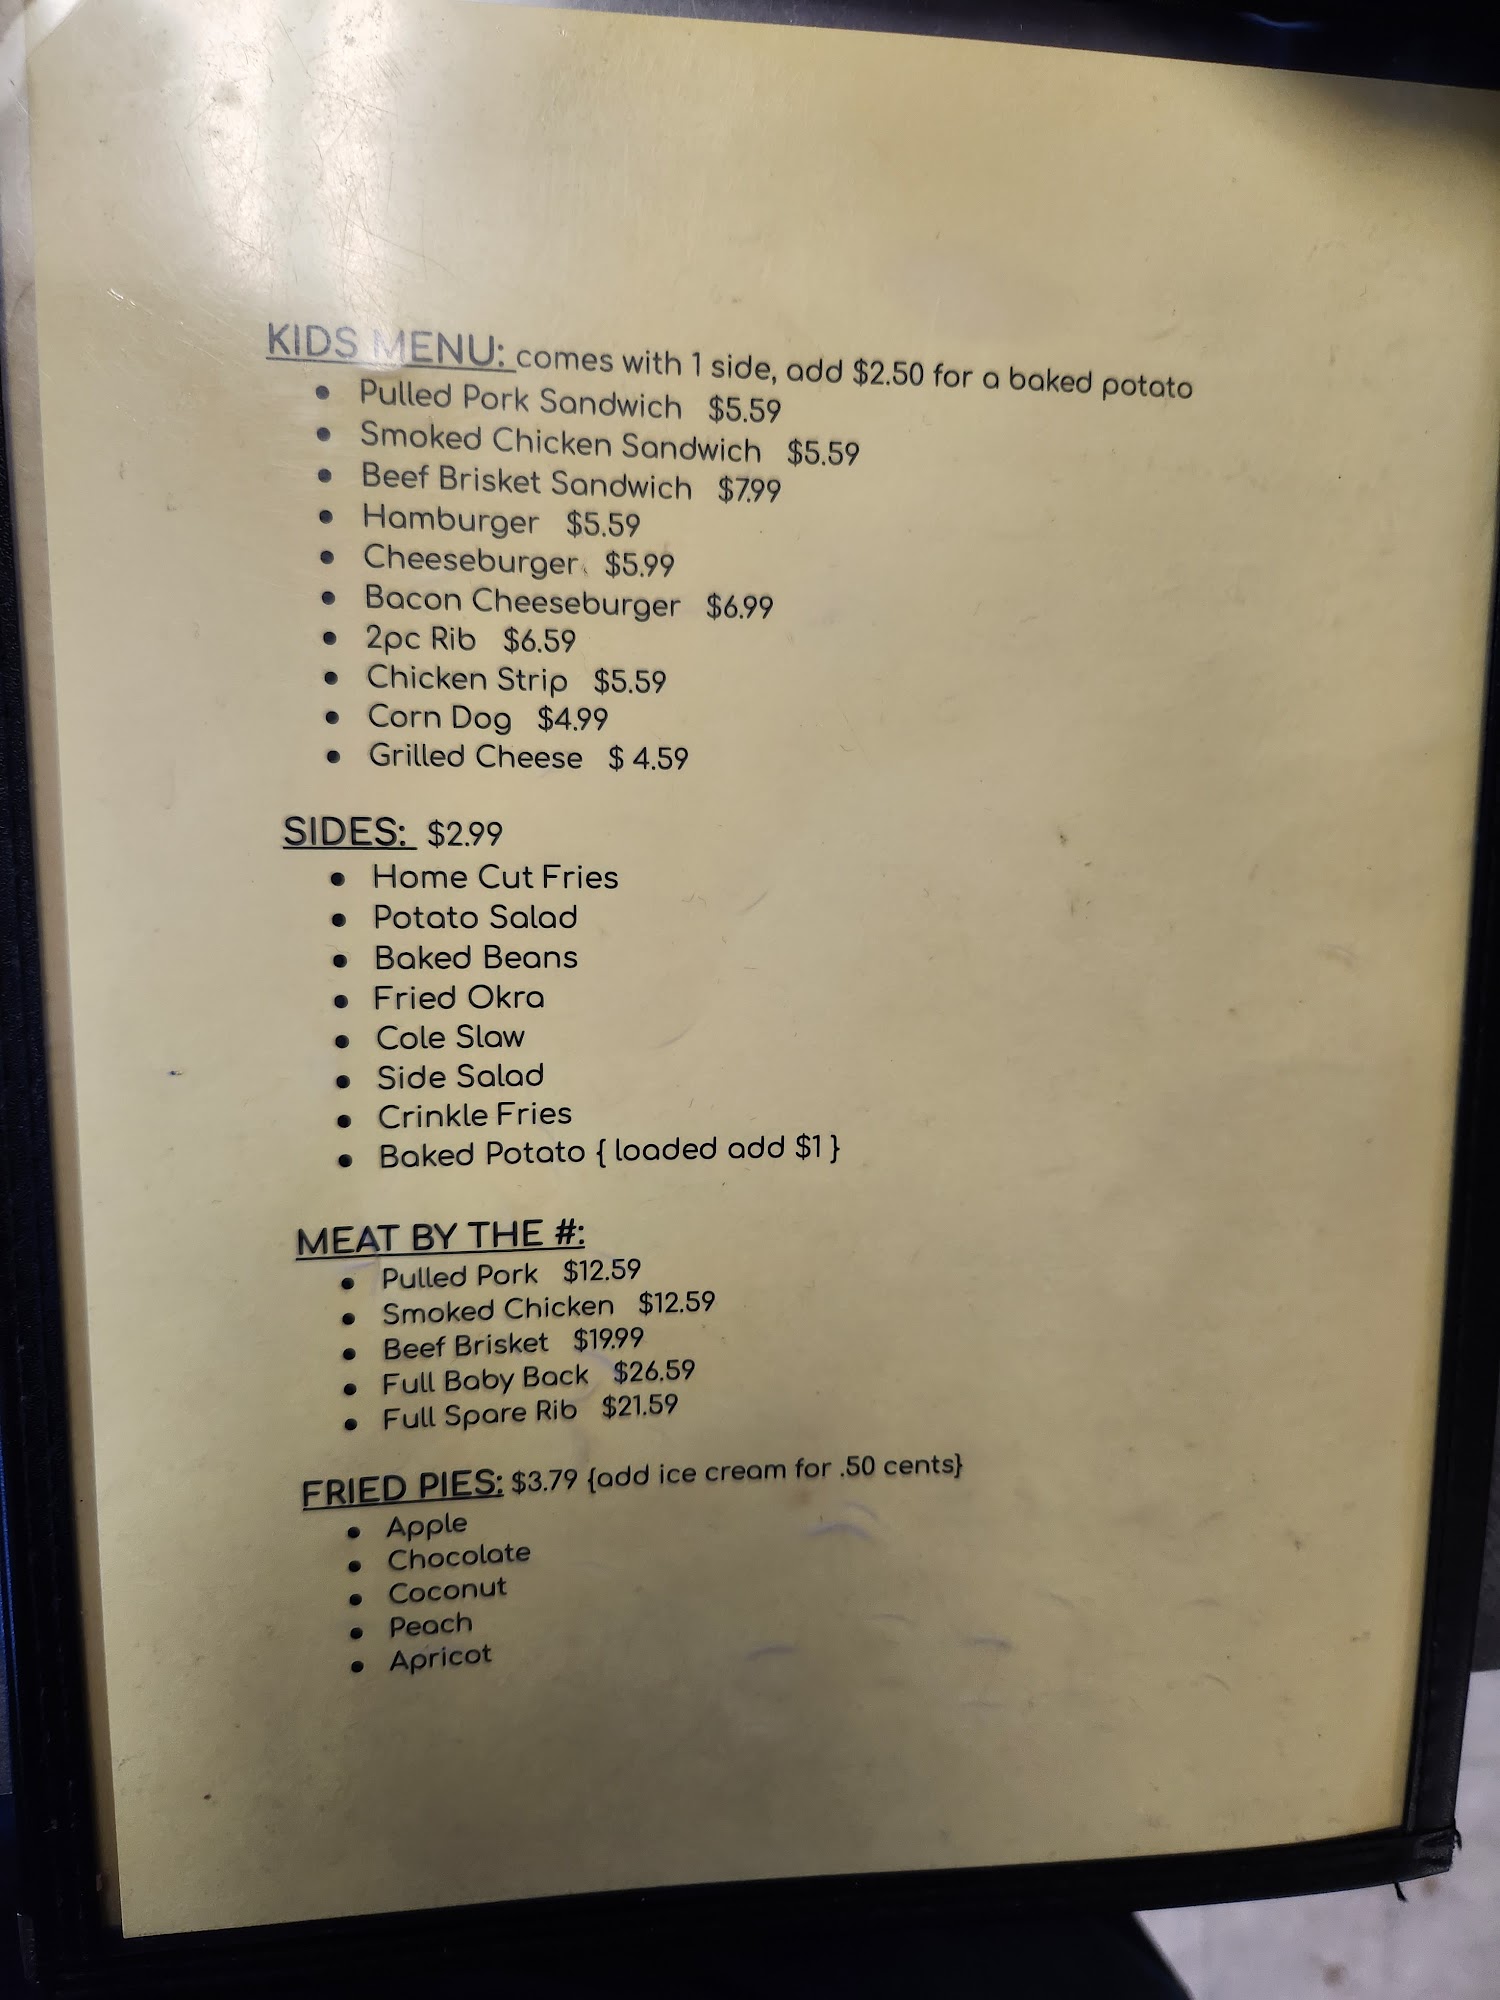 KIDS MENU: comes with 1 side, add $2.50 for a baked potato
• Pulled Pork Sandwich $5.59
• Smoked Chicken Sandwich $5.59
• Beef Brisket Sandwich $7.99
• Hamburger $5.59
• Cheeseburger $5.99
• Bacon Cheeseburger $6.99
• 2pc Rib $6.59
• Chicken Strip $5.59
• Corn Dog $4.99
• Grilled Cheese $ 4.59
SIDES: $2.99
• Home Cut Fries
• Potato Salad
• Baked Beans
• Fried Okra
• Cole Slaw
• Side Salad
• Crinkle Fries
• Baked Potato { loaded add $1 }
MEAT BY THE #:
• Pulled Pork $12.59
• Smoked Chicken $12.59
• Beef Brisket $19.99
• Full Baby Back $26.59
• Full Spare Rib $21.59
FRIED PIES: $3.79 {add ice cream for .50 cents}
• Apple
• Chocolate
• Coconut
• Peach
• Apricot